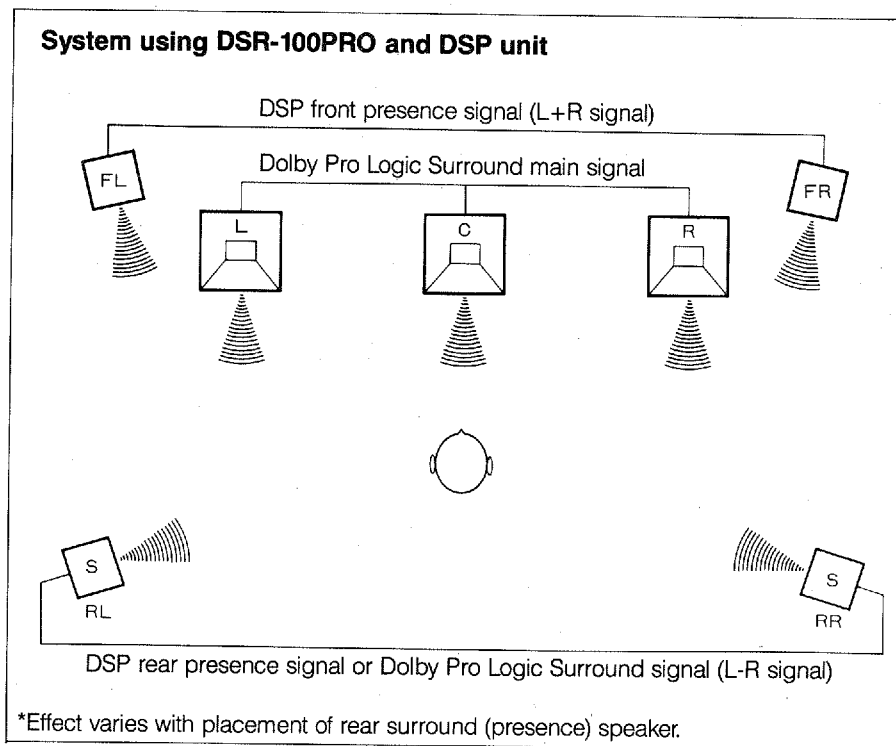 System using DSR-100PRO and DSP unit
DSP front presence signal (L+R signal)
Dolby Pro Logic Surround main signal
FL
FR
L
C
R
S
S
RL
RR
DSP rear presence signal or Dolby Pro Logic Surround signal (L-R signal)
*Effect varies with placement of rear surround (presence) speaker.